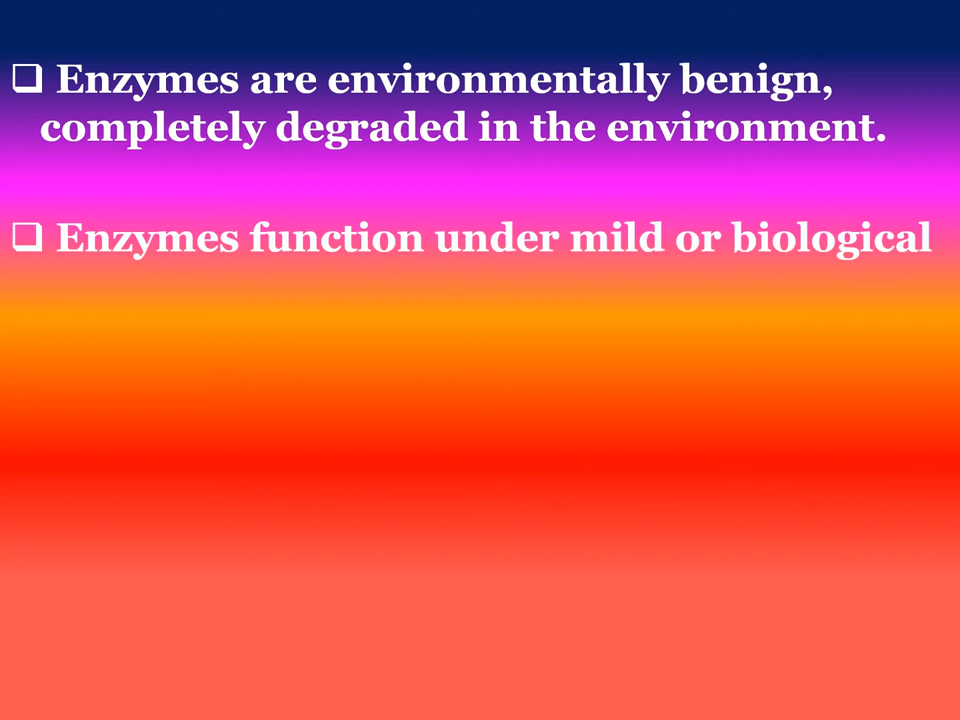 ❑ Enzymes are environmentally benign,
completely degraded in the environment.
❑ Enzymes function under mild or biological